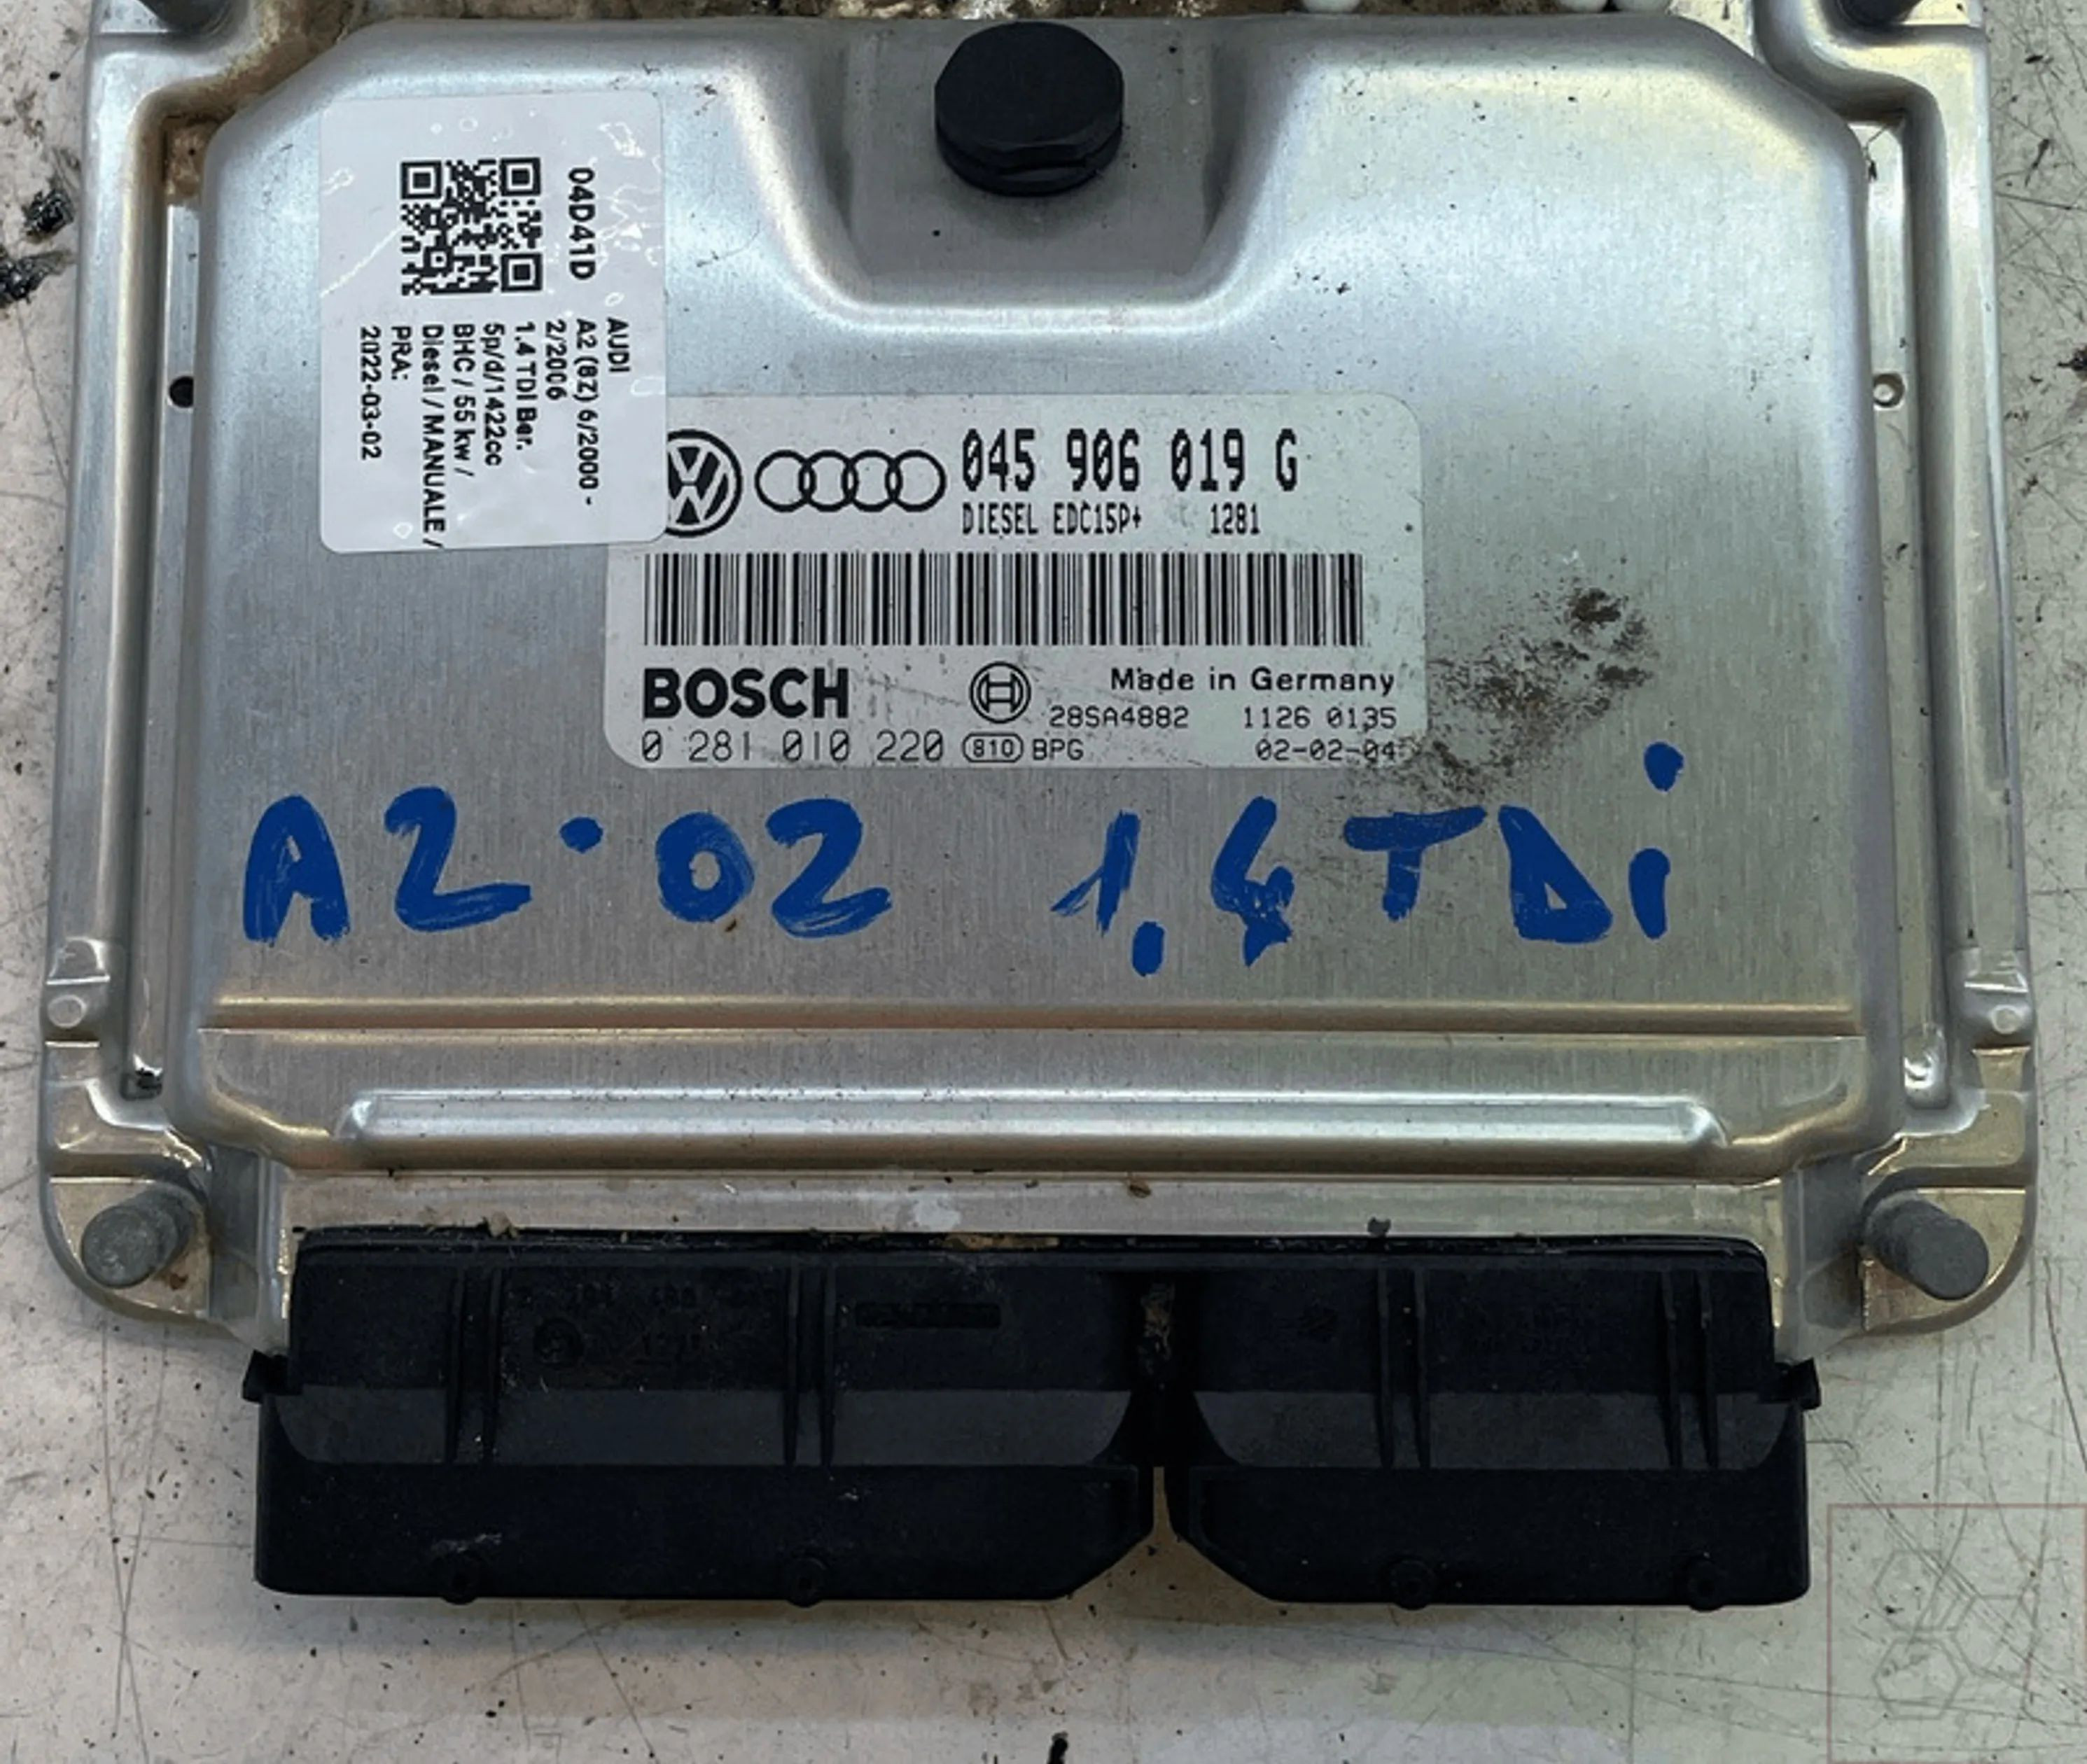 04D41D
AUDI
A2 (8Z) 6/2000 -
2/2006
1.4 TDI Ber.
5p/d/1422cc
BHC / 55 kw /
Diesel / MANUALE /
PRA:
2022-03-02
045 906 019 G
DIESEL EDC15P+ 1281
BOSCH
Made in Germany
28SA4882 1126 0135
0 281 010 220 810 BPG 02-02-04
A2·02 1,4 TDi